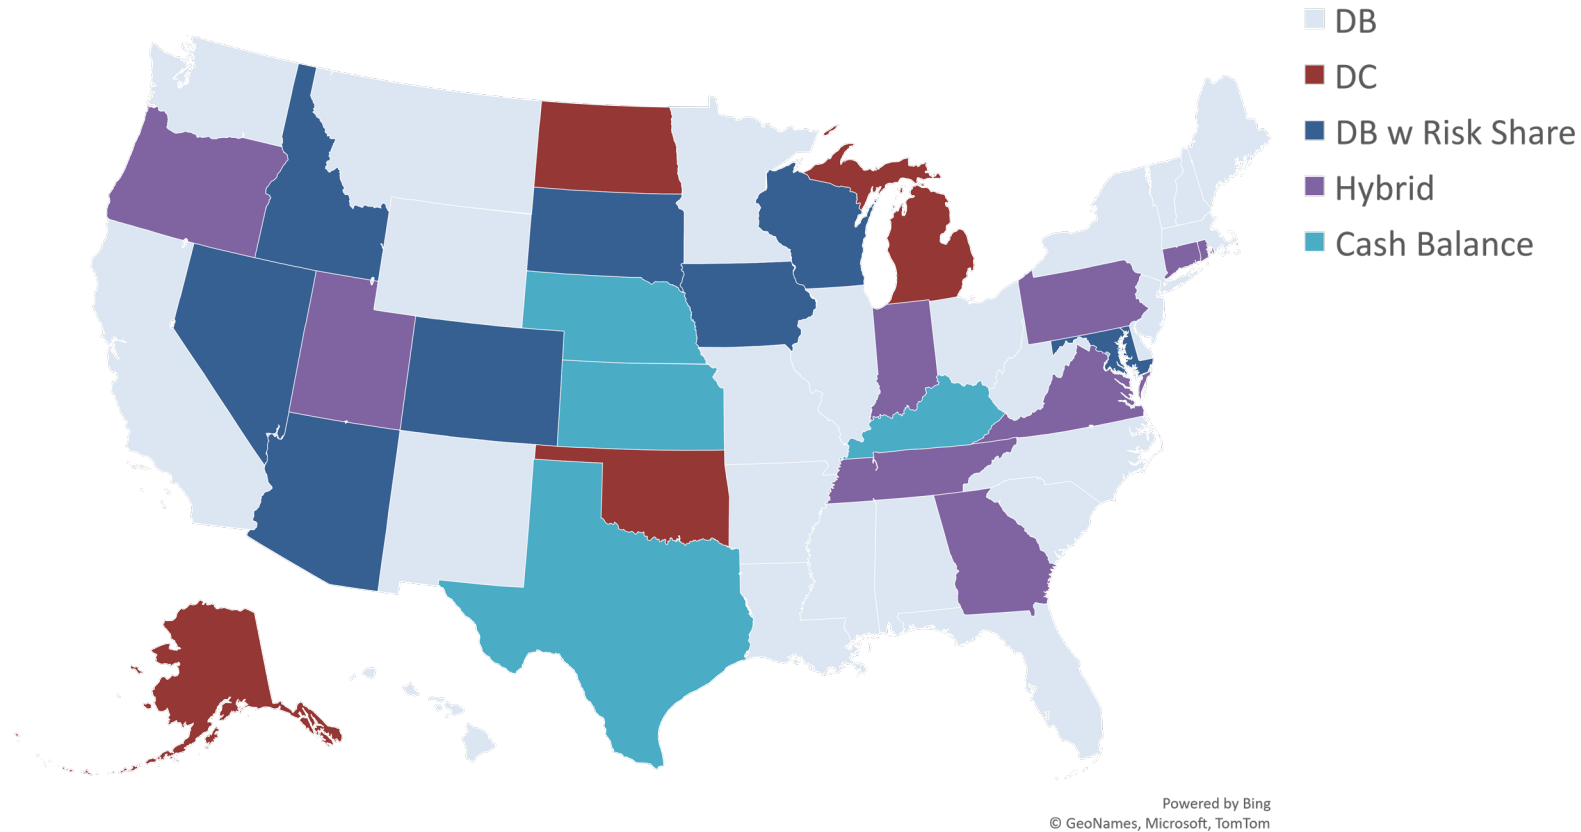 DB
DC
DB w Risk Share
Hybrid
Cash Balance
Powered by Bing
© GeoNames, Microsoft, TomTom